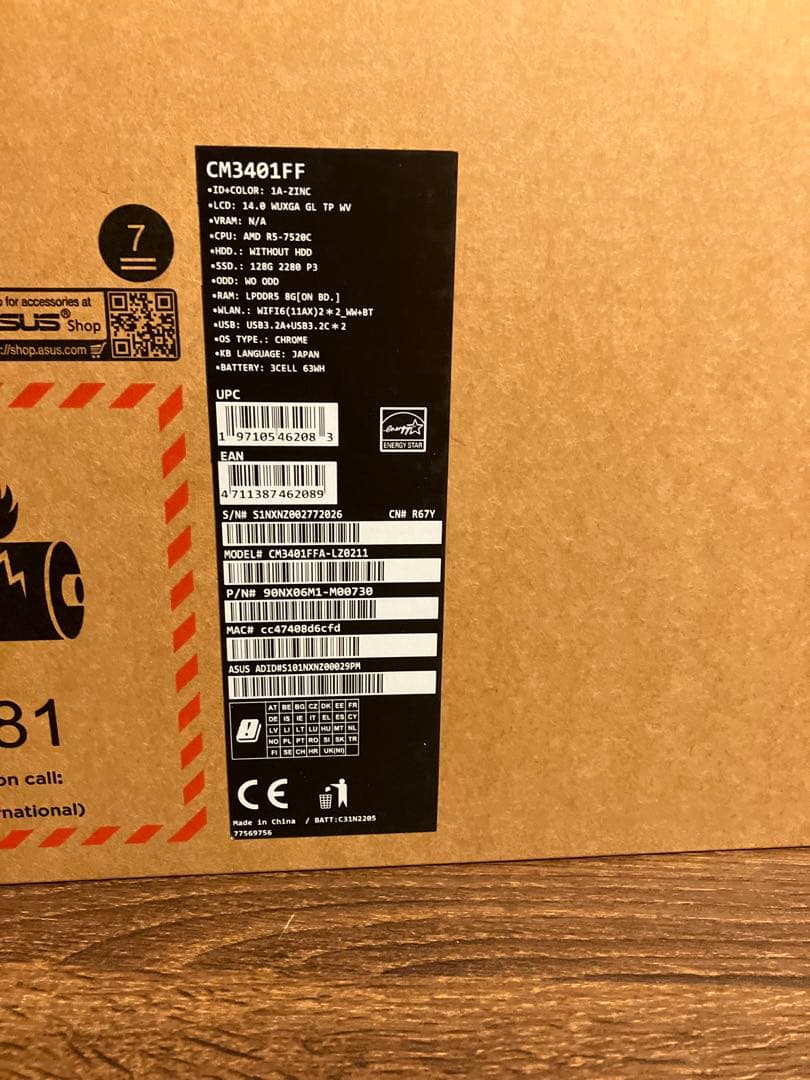 CM3401FF
•ID+COLOR: 1A-ZINC
•LCD: 14.0 WUXGA GL TP WV
•VRAM: N/A
•CPU: AMD R5-7520C
•HDD.: WITHOUT HDD
•SSD.: 128G 2280 P3
•ODD: WO ODD
•RAM: LPDDR5 8G[ON BD.]
•WLAN.: WIFI6(11AX)2*2_WW+BT
•USB: USB3.2A+USB3.2C*2
•OS TYPE.: CHROME
•KB LANGUAGE: JAPAN
•BATTERY: 3CELL 63WH
UPC
1 97105 46208 3
ENERGY STAR
EAN
4 711387 462089
S/N# S1NXNZ002772026 CN# R67Y
MODEL# CM3401FFA-LZ0211
P/N# 90NX06M1-M00730
MAC# cc47408d6cfd
ASUS ADID#S101NXNZ00029PM
AT BE BG CZ DK EE FR
DE IS IE IT EL ES CY
LV LI LT LU HU MT NL
NO PL PT RO SI SK TR
FI SE CH HR UK(NI)
CE
Made in China / BATT:C31N2205
77569756
7
for accessories at
SUS® Shop
://shop.asus.com
81
on call:
national)